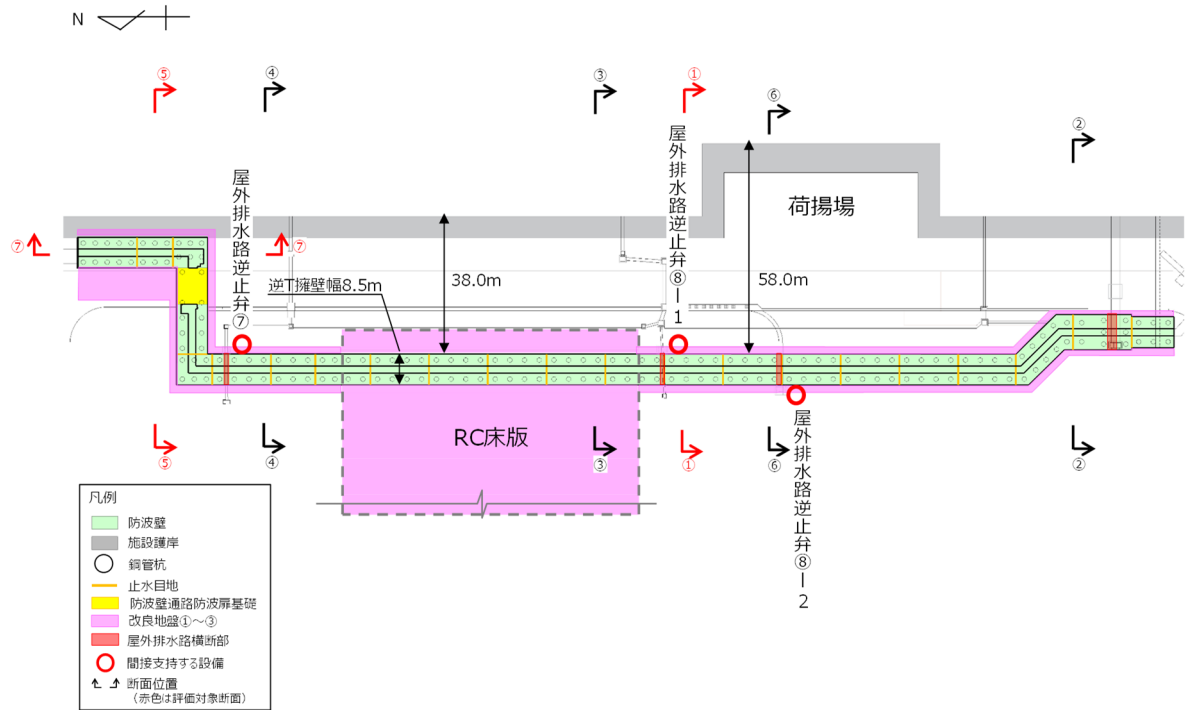 N
⑤
④
③
①
⑥
②
屋外排水路逆止弁⑦
屋外排水路逆止弁⑧ー1
荷揚場
⑦
⑦
逆T擁壁幅8.5m
38.0m
58.0m
RC床版
屋外排水路逆止弁⑧ー2
⑤
④
③
①
⑥
②
凡例
防波壁
施設護岸
鋼管杭
止水目地
防波壁通路防波扉基礎
改良地盤①~③
屋外排水路横断部
間接支持する設備
断面位置
(赤色は評価対象断面)